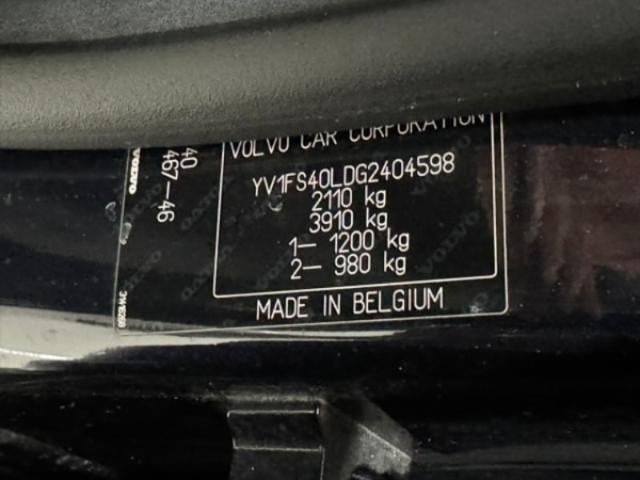 VOLVO CAR CORPORATION
YV1FS40LDG2404598
2110 kg
3910 kg
1– 1200 kg
2– 980 kg
MADE IN BELGIUM
40
467–46
VOLVO